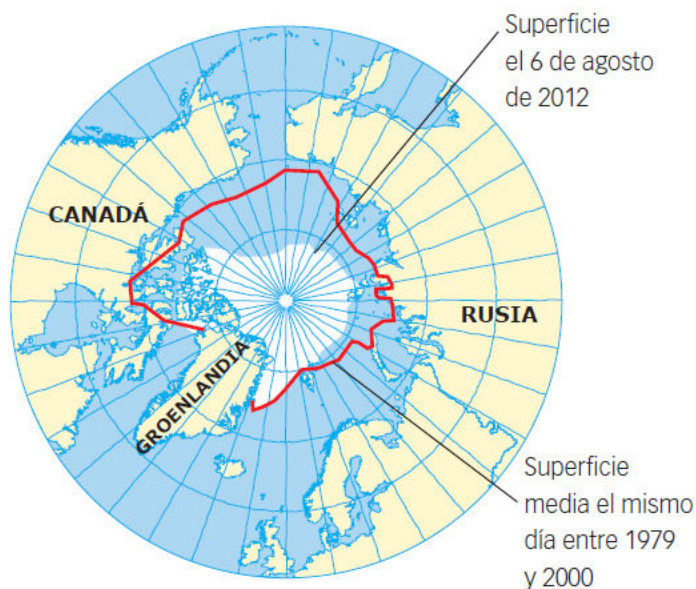 Superficie
el 6 de agosto
de 2012
CANADÁ
RUSIA
GROENLANDIA
Superficie
media el mismo
día entre 1979
y 2000